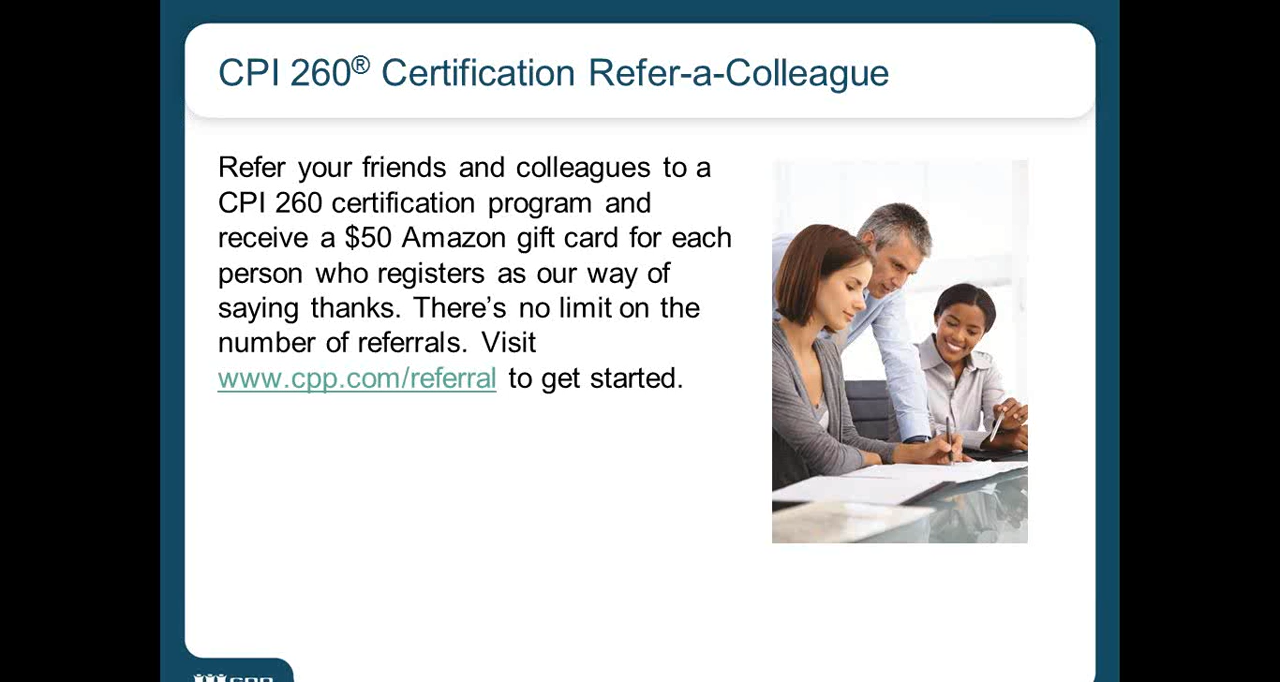 CPI 260® Certification Refer-a-Colleague
Refer your friends and colleagues to a
CPI 260 certification program and
receive a $50 Amazon gift card for each
person who registers as our way of
saying thanks. There’s no limit on the
number of referrals. Visit
www.cpp.com/referral to get started.